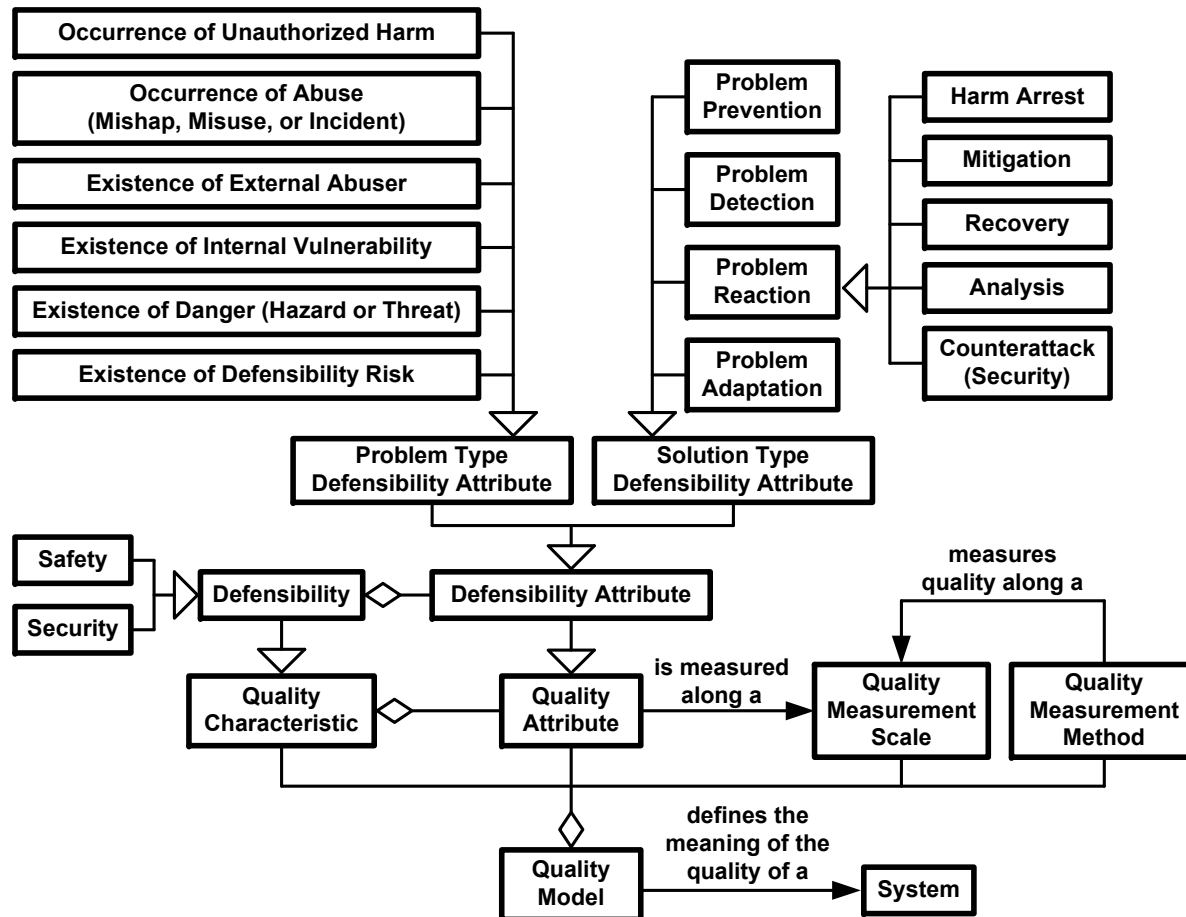 Occurrence of Unauthorized Harm
Occurrence of Abuse
(Mishap, Misuse, or Incident)
Existence of External Abuser
Existence of Internal Vulnerability
Existence of Danger (Hazard or Threat)
Existence of Defensibility Risk
Problem
Prevention
Problem
Detection
Problem
Reaction
Problem
Adaptation
Harm Arrest
Mitigation
Recovery
Analysis
Counterattack
(Security)
Problem Type
Defensibility Attribute
Solution Type
Defensibility Attribute
Safety
Security
Defensibility
Defensibility Attribute
measures
quality along a
Quality
Characteristic
Quality
Attribute
is measured
along a
Quality
Measurement
Scale
Quality
Measurement
Method
Quality
Model
defines the
meaning of the
quality of a
System